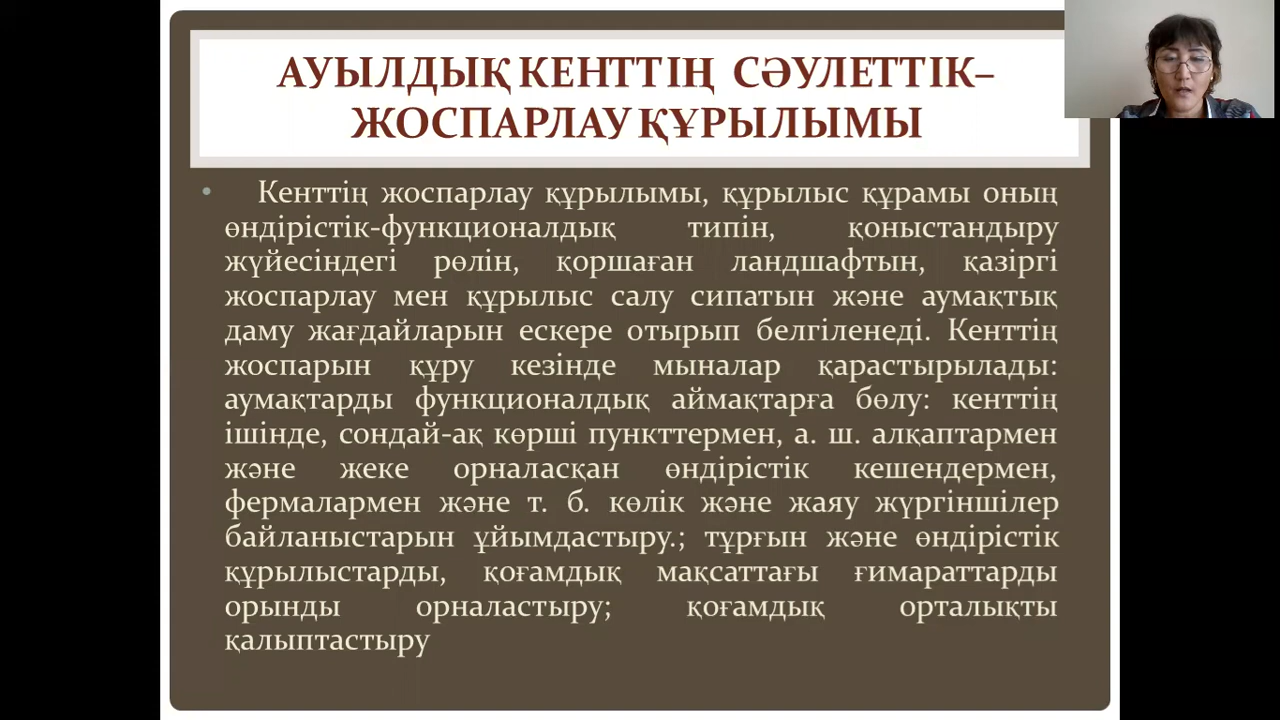 АУЫЛДЫҚ КЕНТТІҢ СӘУЛЕТТІК–
ЖОСПАРЛАУ ҚҰРЫЛЫМЫ
• Кенттің жоспарлау құрылымы, құрылыс құрамы оның
өндірістік-функционалдық типін, қоныстандыру
жүйесіндегі рөлін, қоршаған ландшафтын, қазіргі
жоспарлау мен құрылыс салу сипатын және аумақтық
даму жағдайларын ескере отырып белгіленеді. Кенттің
жоспарын құру кезінде мыналар қарастырылады:
аумақтарды функционалдық аймақтарға бөлу: кенттің
ішінде, сондай-ақ көрші пункттермен, а. ш. алқаптармен
және жеке орналасқан өндірістік кешендермен,
фермалармен және т. б. көлік және жаяу жүргіншілер
байланыстарын ұйымдастыру.; тұрғын және өндірістік
құрылыстарды, қоғамдық мақсаттағы ғимараттарды
орынды орналастыру; қоғамдық орталықты
қалыптастыру